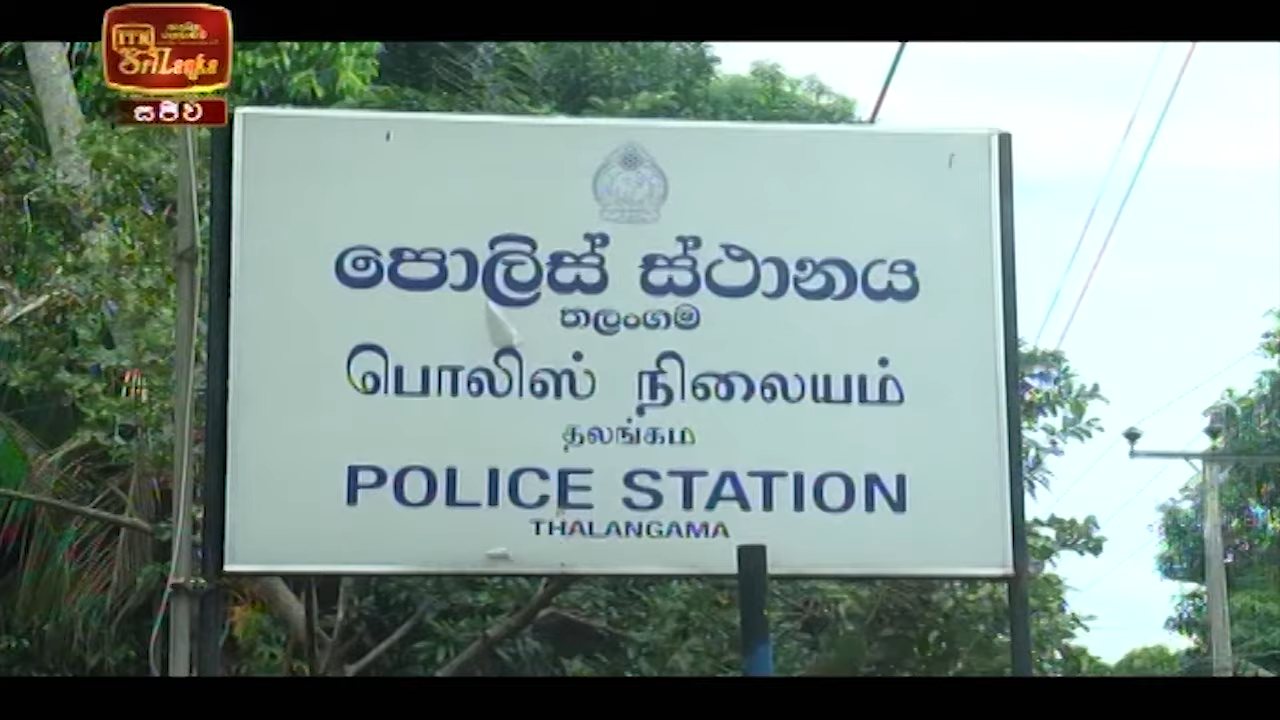 ITN
Sri Lanka
සජීව
පොලිස් ස්ථානය
තලංගම
பொலிஸ் நிலையம்
தலங்கம
POLICE STATION
THALANGAMA